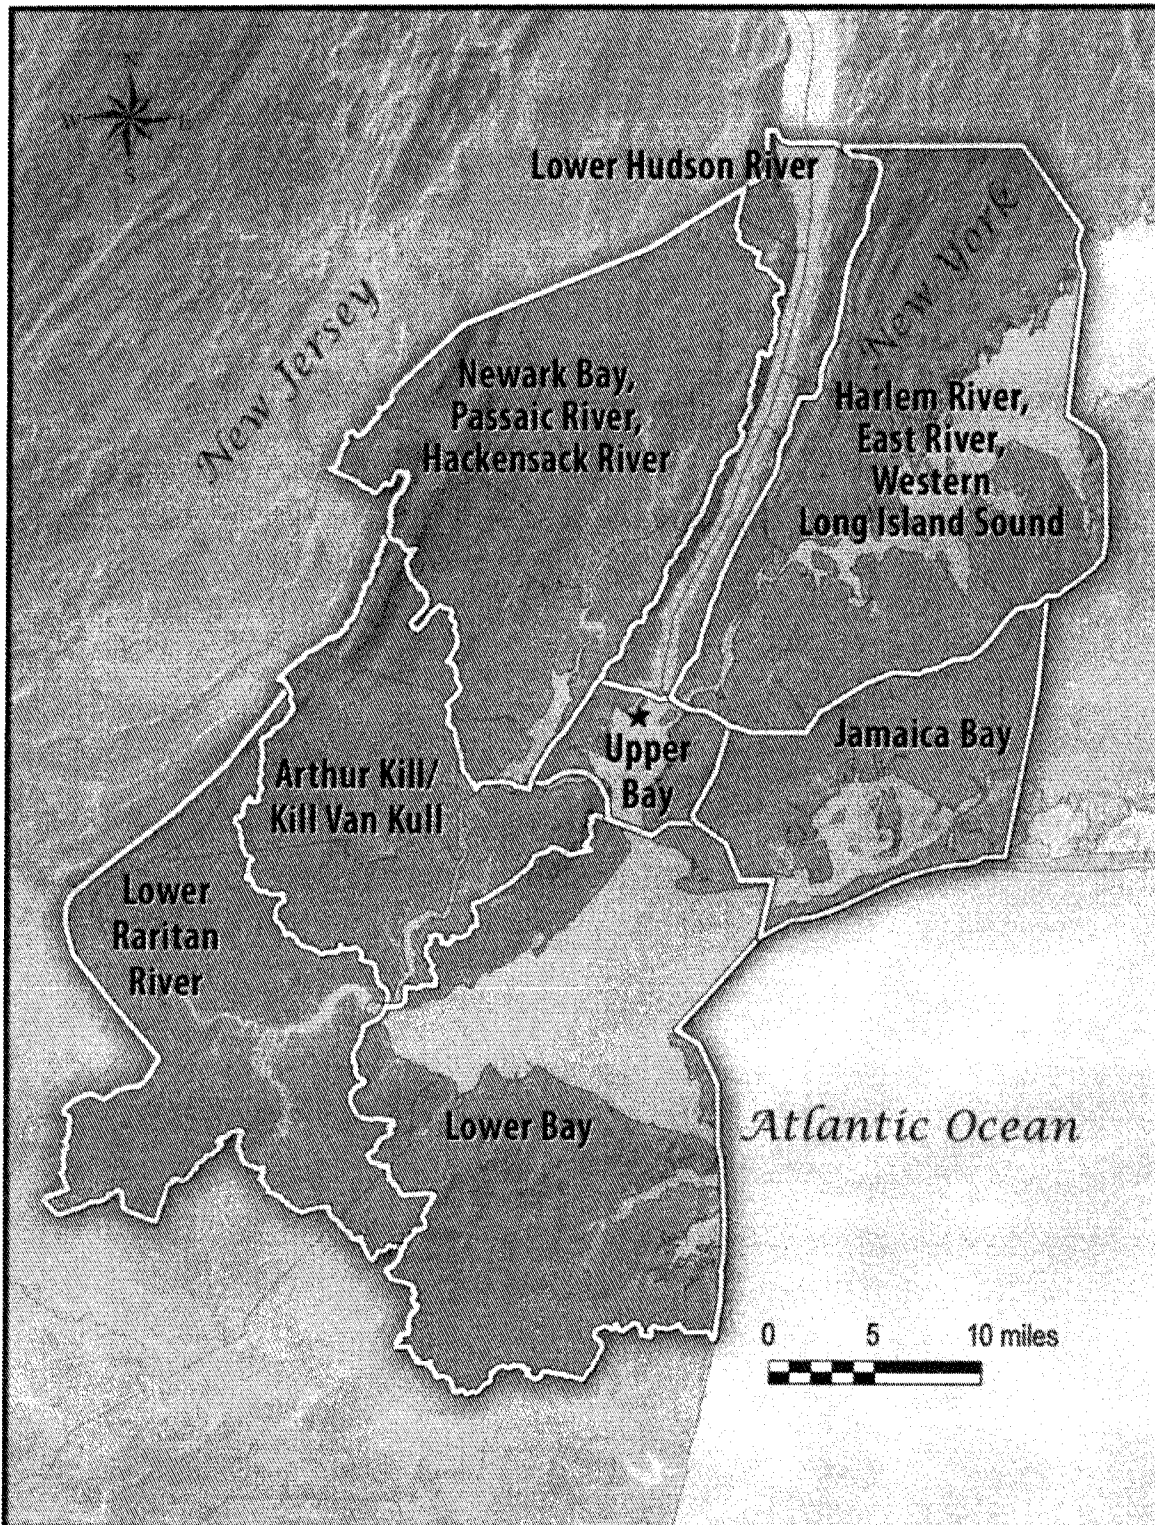 N
W
S
Lower Hudson River
New York
New Jersey
Newark Bay,
Passaic River,
Hackensack River
Harlem River,
East River,
Western
Long Island Sound
Upper
Bay
Jamaica Bay
Arthur Kill/
Kill Van Kull
Lower
Raritan
River
Lower Bay
Atlantic Ocean
0 5 10 miles